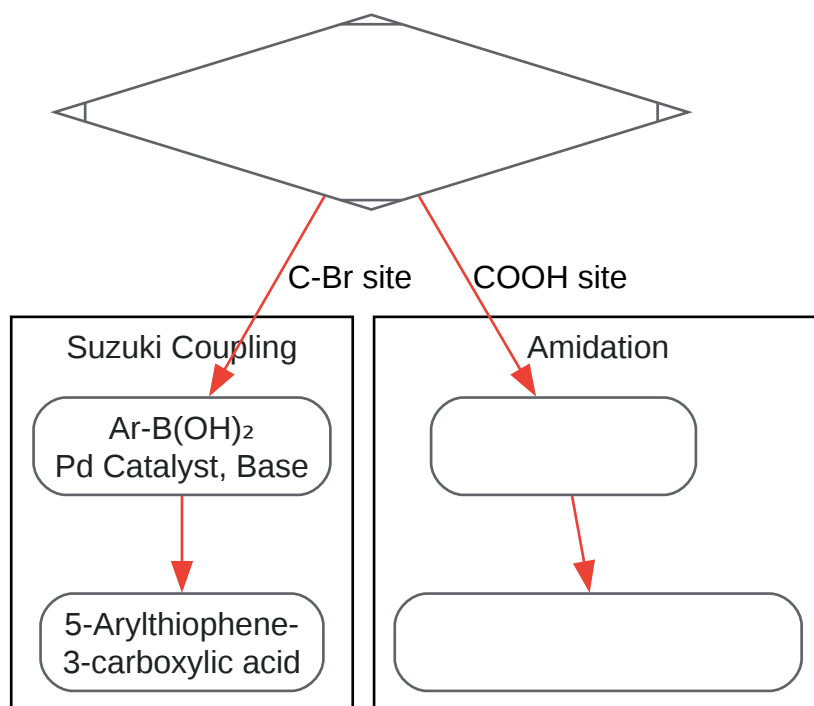 C-Br site
COOH site
Suzuki Coupling
Amidation
Ar-B(OH)₂
Pd Catalyst, Base
5-Arylthiophene-
3-carboxylic acid